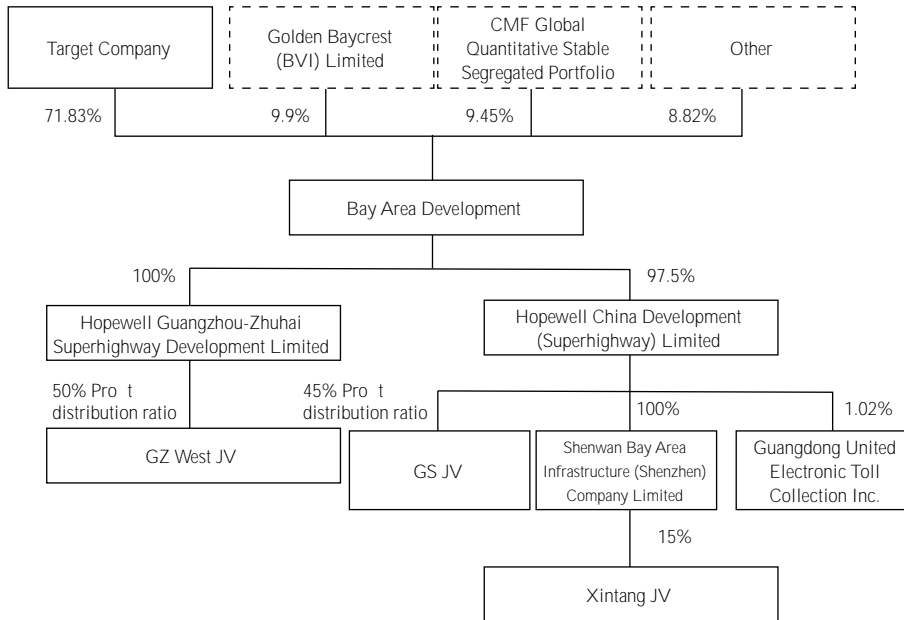 Target Company
Golden Baycrest
(BVI) Limited
CMF Global
Quantitative Stable
Segregated Portfolio
Other
71.83%
9.9%
9.45%
8.82%
Bay Area Development
100%
97.5%
Hopewell Guangzhou-Zhuhai
Superhighway Development Limited
Hopewell China Development
(Superhighway) Limited
50% Pro t
distribution ratio
45% Pro t
distribution ratio
100%
1.02%
GZ West JV
GS JV
Shenwan Bay Area
Infrastructure (Shenzhen)
Company Limited
Guangdong United
Electronic Toll
Collection Inc.
15%
Xintang JV